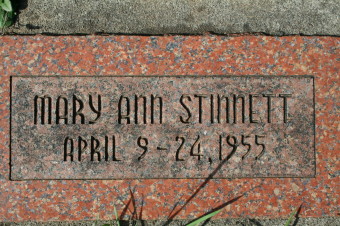 MARY ANN STINNETT
APRIL 9-24, 1955